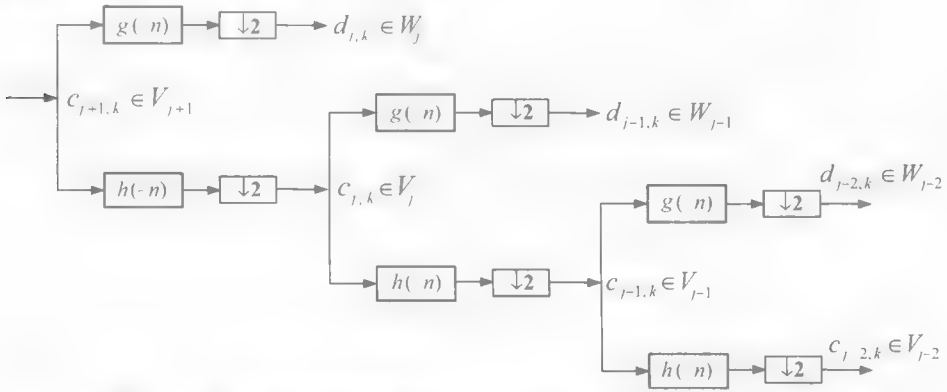 g( n) ↓2 d_{j,k} ∈ W_j
c_{j+1,k} ∈ V_{j+1}
g( n) ↓2 d_{j-1,k} ∈ W_{j-1}
h(-n) ↓2 c_{j,k} ∈ V_j
g( n) ↓2 d_{j-2,k} ∈ W_{j-2}
h( n) ↓2 c_{j-1,k} ∈ V_{j-1}
h( n) ↓2 c_{j-2,k} ∈ V_{j-2}